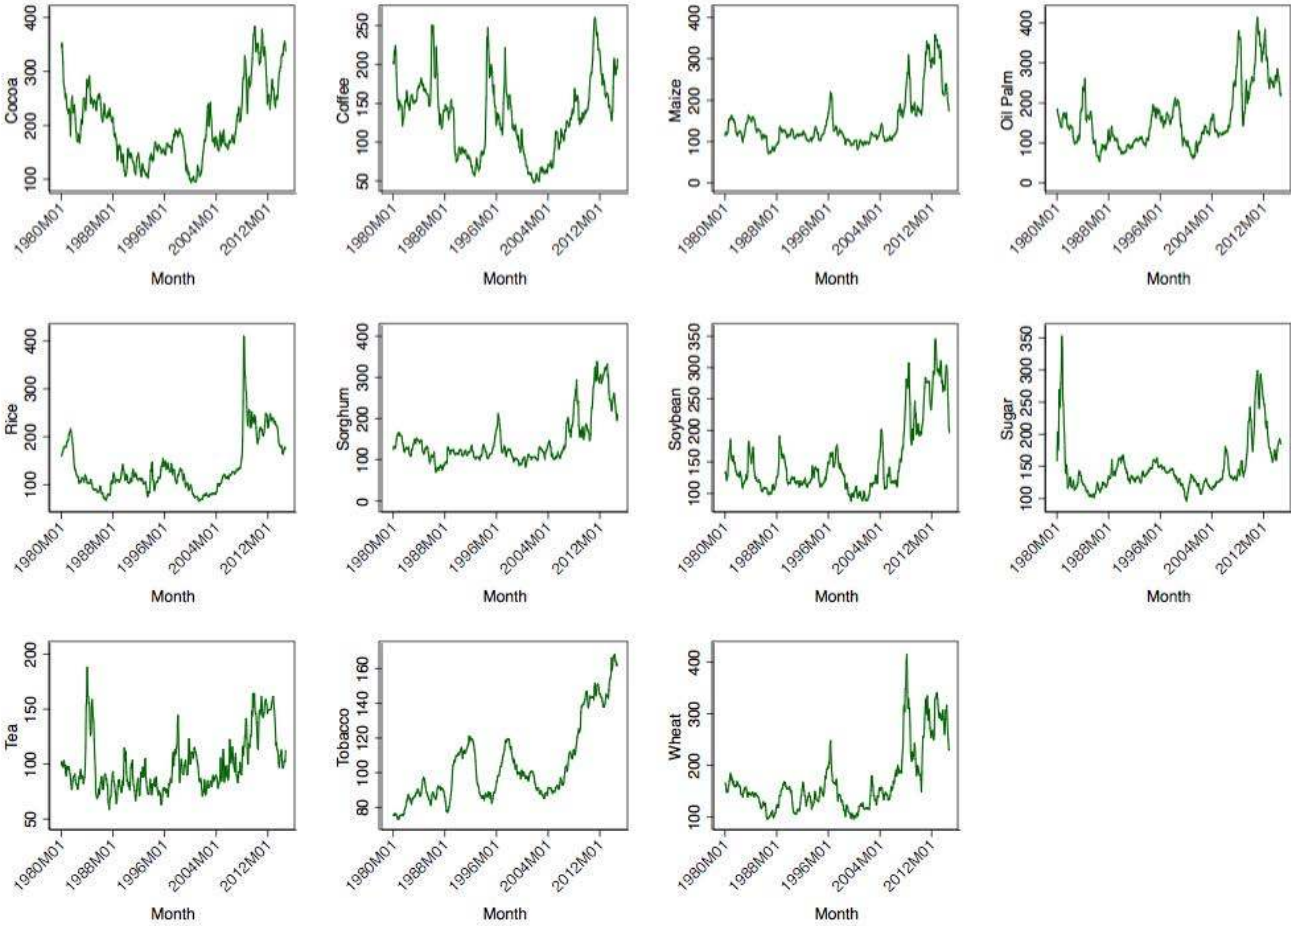 Cocoa
100 200 300 400
1980M01 1988M01 1996M01 2004M01 2012M01
Month
Coffee
50 100 150 200 250
1980M01 1988M01 1996M01 2004M01 2012M01
Month
Maize
0 100 200 300 400
1980M01 1988M01 1996M01 2004M01 2012M01
Month
Oil Palm
0 100 200 300 400
1980M01 1988M01 1996M01 2004M01 2012M01
Month
Rice
100 200 300 400
1980M01 1988M01 1996M01 2004M01 2012M01
Month
Sorghum
0 100 200 300 400
1980M01 1988M01 1996M01 2004M01 2012M01
Month
Soybean
100 150 200 250 300 350
1980M01 1988M01 1996M01 2004M01 2012M01
Month
Sugar
100 150 200 250 300 350
1980M01 1988M01 1996M01 2004M01 2012M01
Month
Tea
50 100 150 200
1980M01 1988M01 1996M01 2004M01 2012M01
Month
Tobacco
80 100 120 140 160
1980M01 1988M01 1996M01 2004M01 2012M01
Month
Wheat
100 200 300 400
1980M01 1988M01 1996M01 2004M01 2012M01
Month